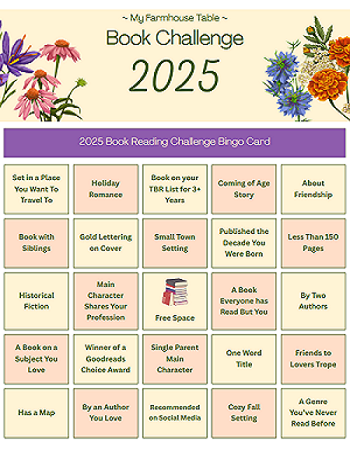 ~ My Farmhouse Table ~
Book Challenge
2025
2025 Book Reading Challenge Bingo Card
Set in a Place
You Want To
Travel To
Holiday
Romance
Book on your
TBR List for 3+
Years
Coming of Age
Story
About
Friendship
Book with
Siblings
Gold Lettering
on Cover
Small Town
Setting
Published the
Decade You
Were Born
Less Than 150
Pages
Historical
Fiction
Main
Character
Shares Your
Profession
Free Space
A Book
Everyone has
Read But You
By Two
Authors
A Book on a
Subject You
Love
Winner of a
Goodreads
Choice Award
Single Parent
Main
Character
One Word
Title
Friends to
Lovers Trope
Has a Map
By an Author
You Love
Recommended
on Social Media
Cozy Fall
Setting
A Genre
You've Never
Read Before